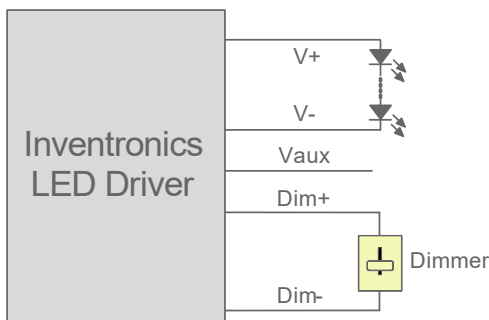 Inventronics
LED Driver
V+
V-
Vaux
Dim+
Dimmer
Dim-